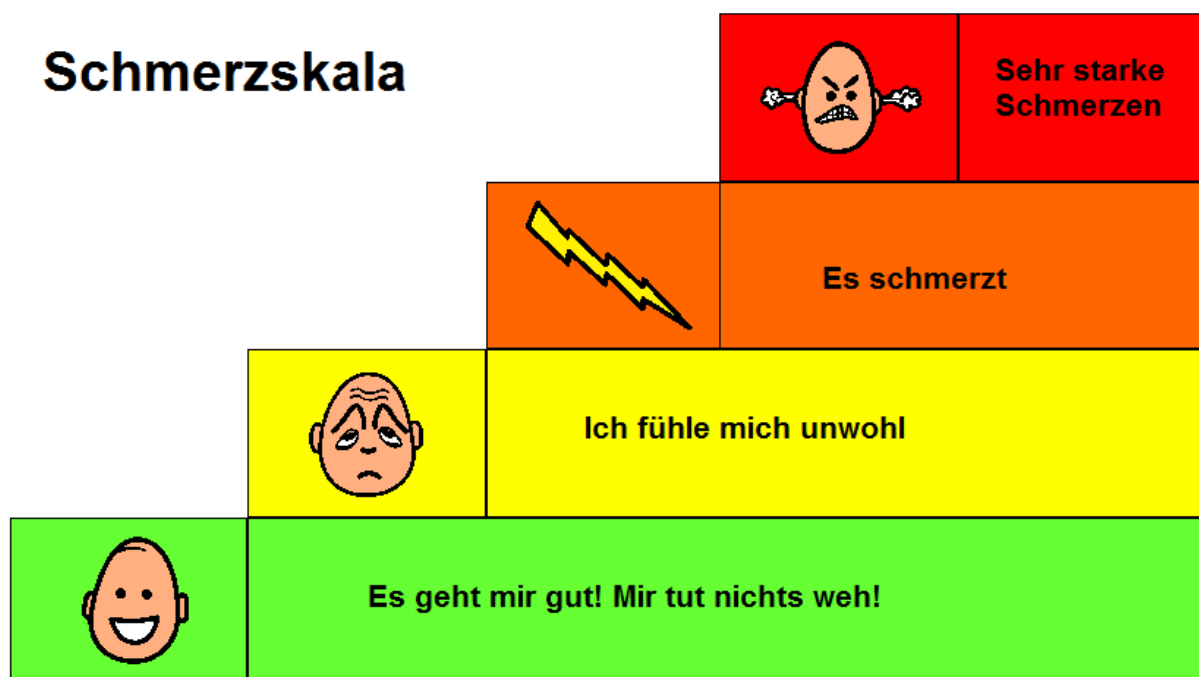 Schmerzskala
Sehr starke
Schmerzen
Es schmerzt
Ich fühle mich unwohl
Es geht mir gut! Mir tut nichts weh!